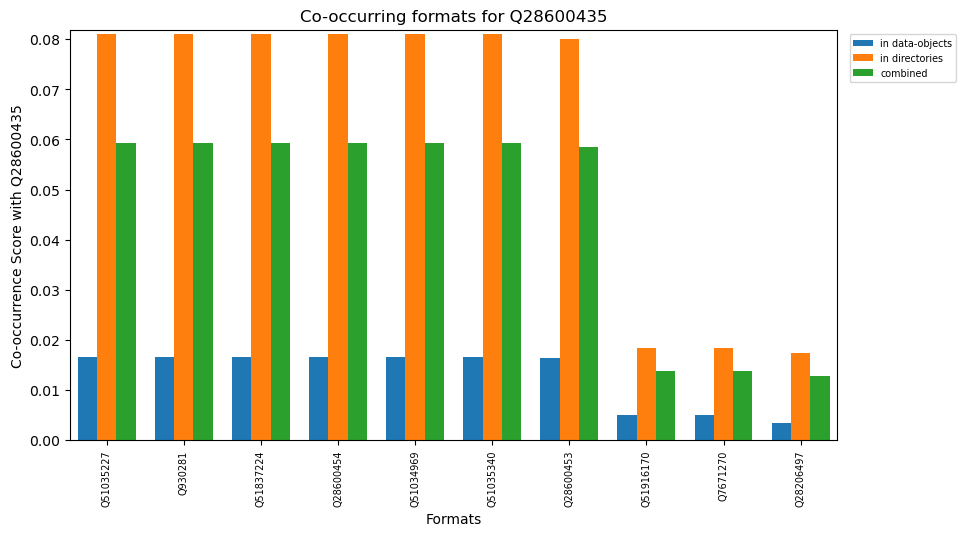 Co-occurring formats for Q28600435
in data-objects
in directories
combined
Co-occurrence Score with Q28600435
0.08
0.07
0.06
0.05
0.04
0.03
0.02
0.01
0.00
Q51035227
Q930281
Q51837224
Q28600454
Q51034969
Q51035340
Q28600453
Q51916170
Q7671270
Q28206497
Formats